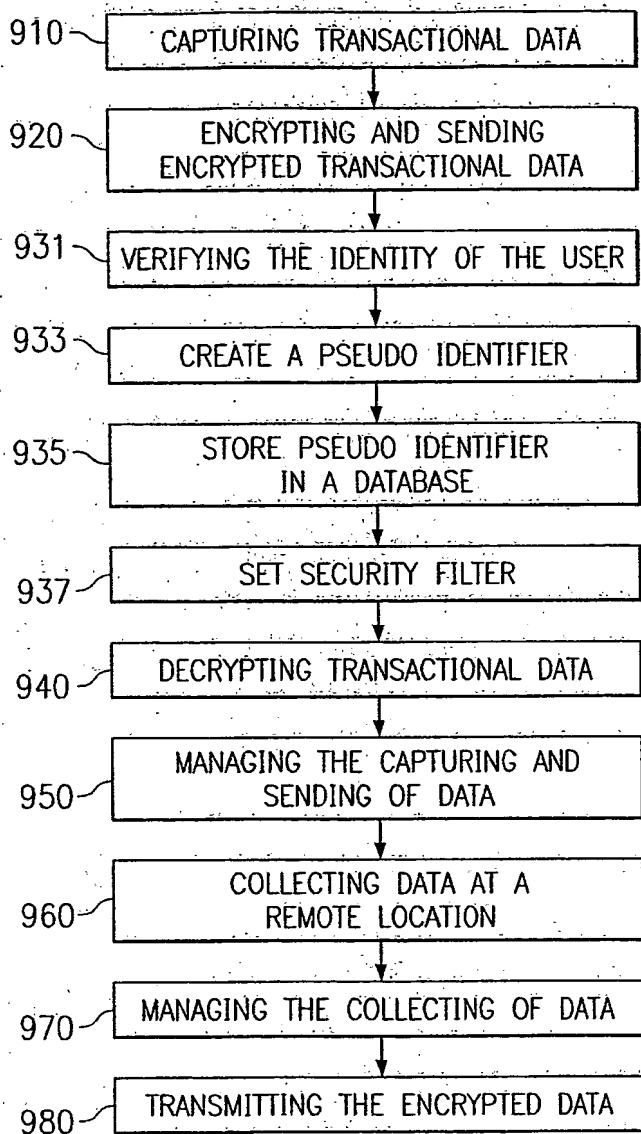 910 CAPTURING TRANSACTIONAL DATA
920 ENCRYPTING AND SENDING
ENCRYPTED TRANSACTIONAL DATA
931 VERIFYING THE IDENTITY OF THE USER
933 CREATE A PSEUDO IDENTIFIER
935 STORE PSEUDO IDENTIFIER
IN A DATABASE
937 SET SECURITY FILTER
940 DECRYPTING TRANSACTIONAL DATA
950 MANAGING THE CAPTURING AND
SENDING OF DATA
960 COLLECTING DATA AT A
REMOTE LOCATION
970 MANAGING THE COLLECTING OF DATA
980 TRANSMITTING THE ENCRYPTED DATA